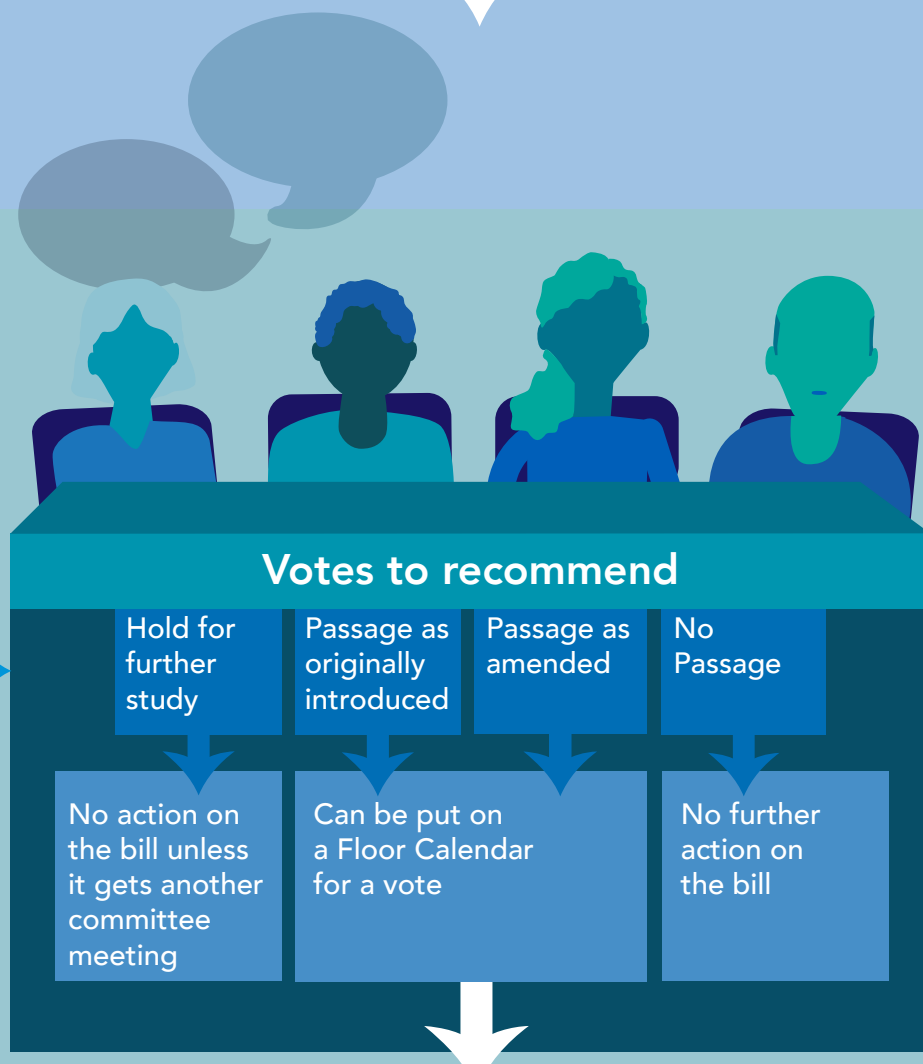 Votes to recommend
Hold for
further
study
Passage as
originally
introduced
Passage as
amended
No
Passage
No action on
the bill unless
it gets another
committee
meeting
Can be put on
a Floor Calendar
for a vote
No further
action on
the bill